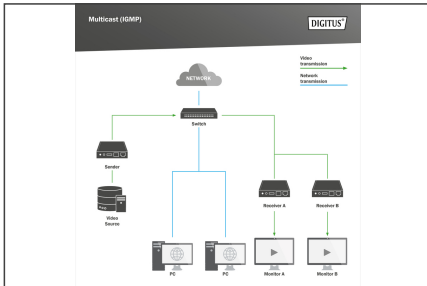 Multicast (IGMP)
DIGITUS®
Video
transmission
Network
transmission
NETWORK
Switch
Sender
Receiver A
Receiver B
Video
Source
PC
PC
Monitor A
Monitor B